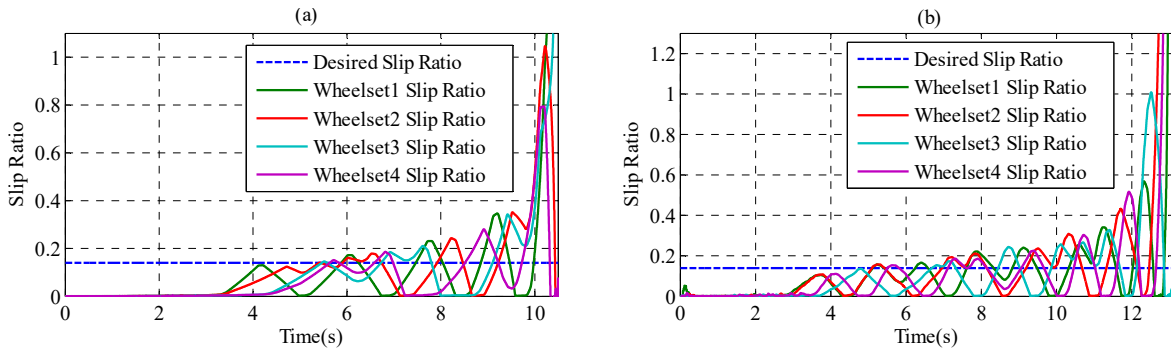 (a)
1
0.8
0.6
0.4
0.2
0
Slip Ratio
Desired Slip Ratio
Wheelset1 Slip Ratio
Wheelset2 Slip Ratio
Wheelset3 Slip Ratio
Wheelset4 Slip Ratio
0 2 4 6 8 10
Time(s)
(b)
1.2
1
0.8
0.6
0.4
0.2
0
Slip Ratio
Desired Slip Ratio
Wheelset1 Slip Ratio
Wheelset2 Slip Ratio
Wheelset3 Slip Ratio
Wheelset4 Slip Ratio
0 2 4 6 8 10 12
Time(s)